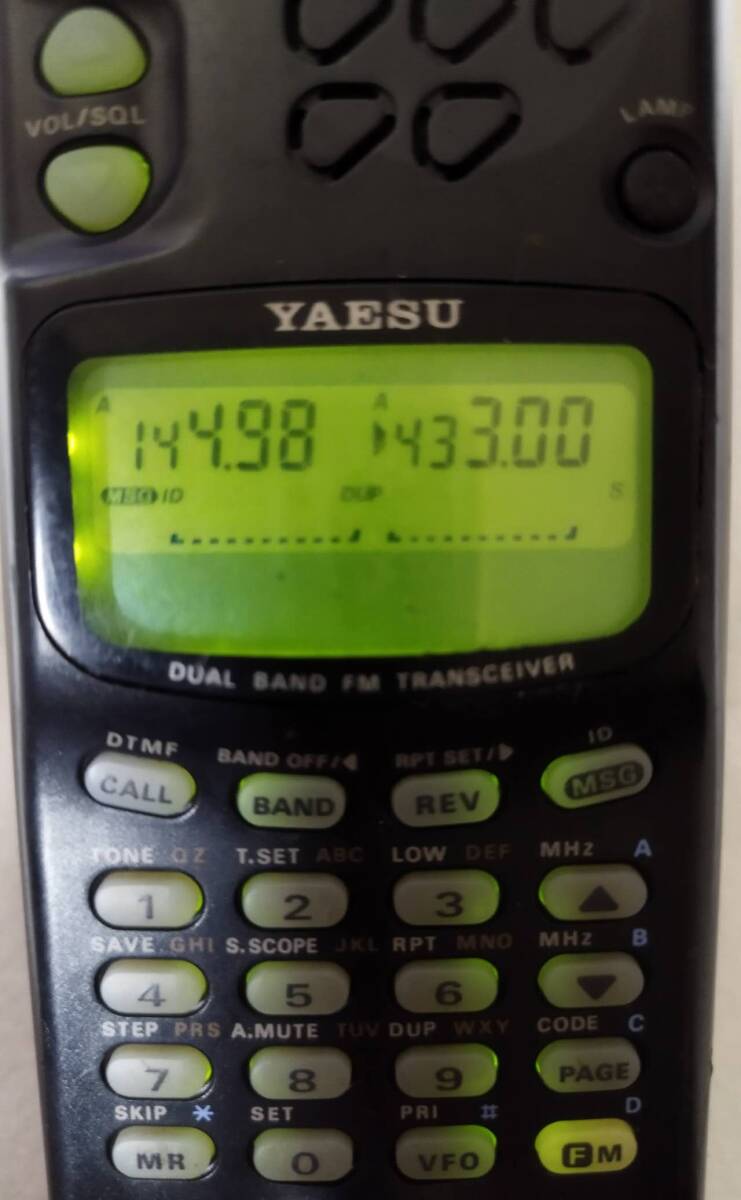 VOL/SQL
LAMP
YAESU
A A
144.98 433.00
MSG ID DUP S
DUAL BAND FM TRANSCEIVER
DTMF BAND OFF/◀ RPT SET/▶ ID
CALL BAND REV MSG
TONE QZ T.SET ABC LOW DEF MHz A
1 2 3 ▲
SAVE GHI S.SCOPE JKL RPT MNO MHz B
4 5 6 ▼
STEP PRS A.MUTE TUV DUP WXY CODE C
7 8 9 PAGE
SKIP * SET PRI # D
MR 0 VFO F M